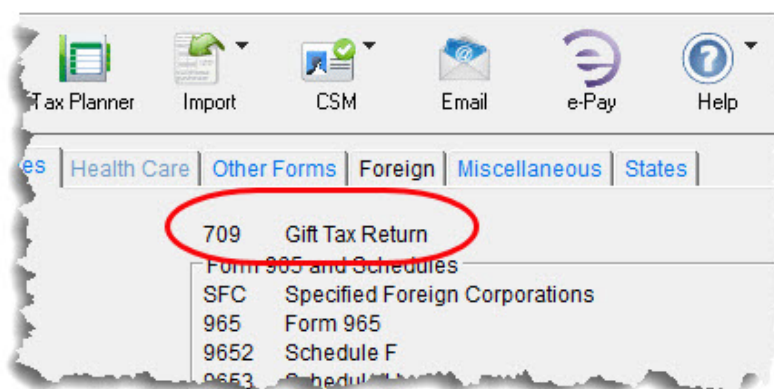 Tax Planner Import CSM Email e-Pay Help
es Health Care Other Forms Foreign Miscellaneous States
709 Gift Tax Return
Form 965 and Schedules
SFC Specified Foreign Corporations
965 Form 965
9652 Schedule F
9653